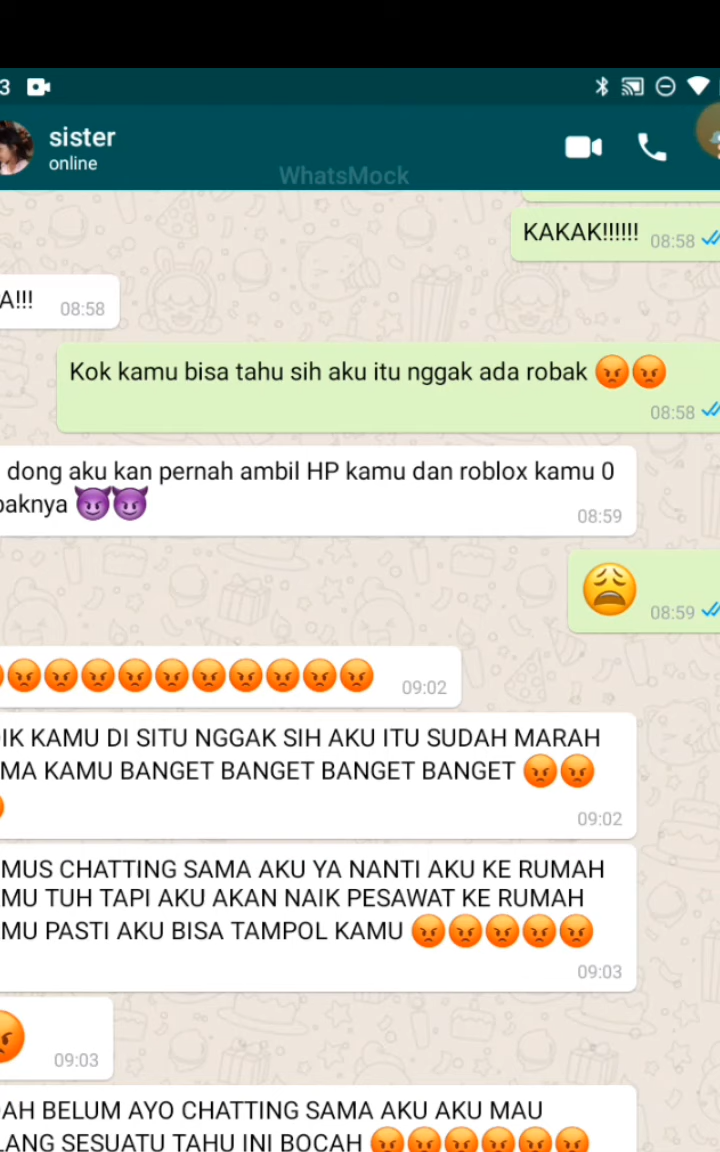 3
sister
online
WhatsMock
KAKAK!!!!!! 08:58
A!!! 08:58
Kok kamu bisa tahu sih aku itu nggak ada robak 😡😡
08:58
dong aku kan pernah ambil HP kamu dan roblox kamu 0
baknya 😈😈
08:59
😩 08:59
😡😡😡😡😡😡😡😡😡😡 09:02
IK KAMU DI SITU NGGAK SIH AKU ITU SUDAH MARAH
MA KAMU BANGET BANGET BANGET BANGET 😡😡
09:02
MUS CHATTING SAMA AKU YA NANTI AKU KE RUMAH
MU TUH TAPI AKU AKAN NAIK PESAWAT KE RUMAH
MU PASTI AKU BISA TAMPOL KAMU 😡😡😡😡😡
09:03
😡 09:03
AH BELUM AYO CHATTING SAMA AKU AKU MAU
LANG SESUATU TAHU INI BOCAH 😡😡😡😡😡😡